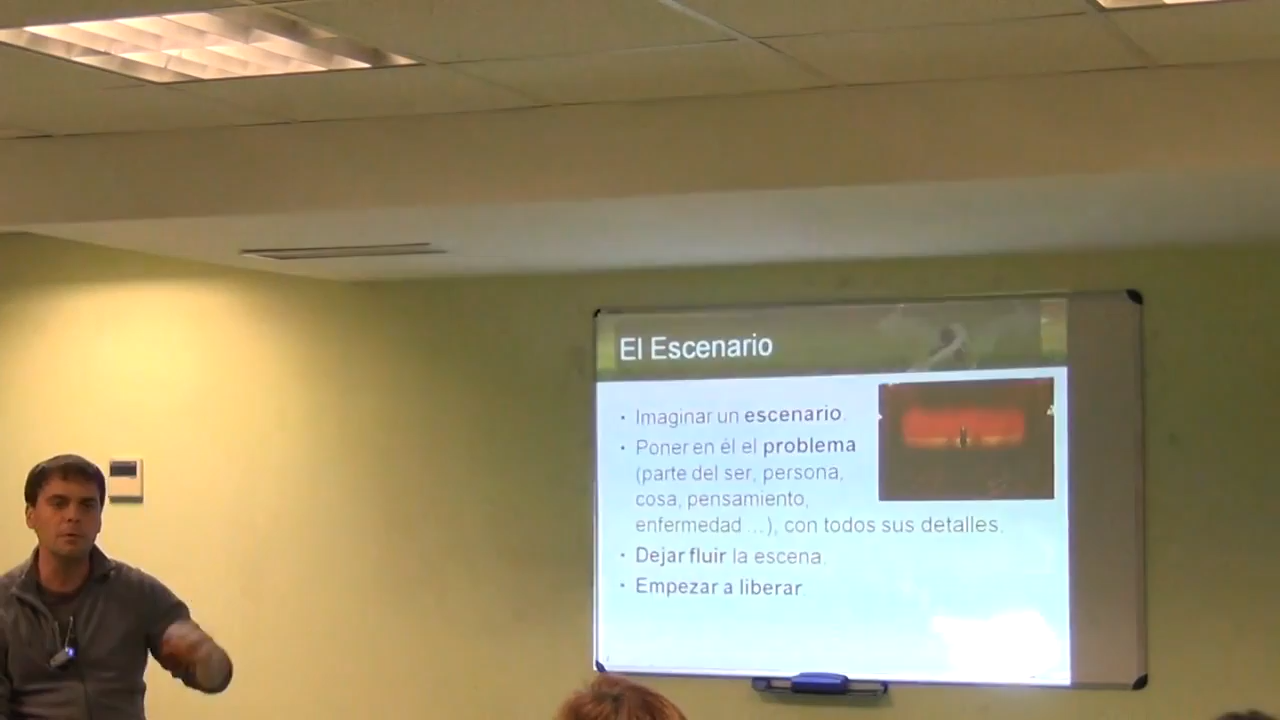 El Escenario
• Imaginar un escenario.
• Poner en él el problema
(parte del ser, persona,
cosa, pensamiento,
enfermedad ...), con todos sus detalles.
• Dejar fluir la escena.
• Empezar a liberar.